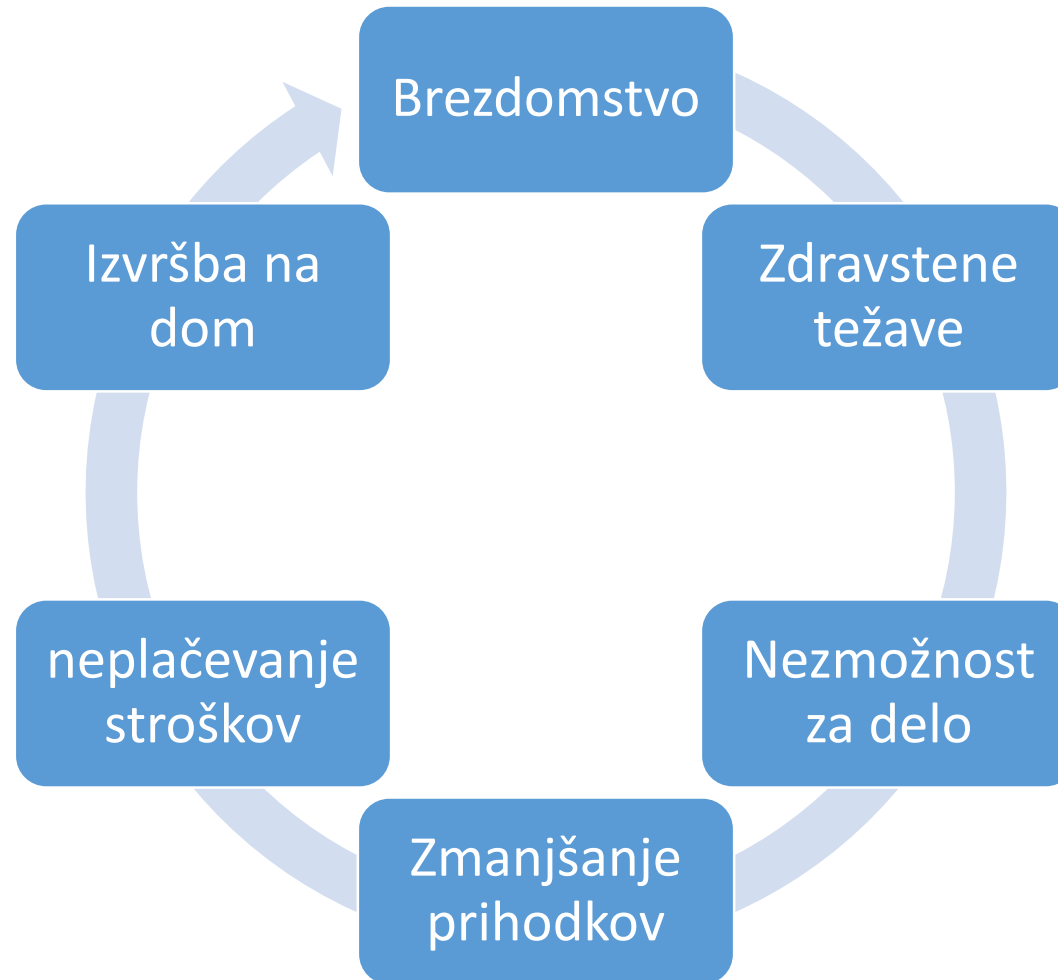 Brezdomstvo
Zdravstene
težave
Nezmožnost
za delo
Zmanjšanje
prihodkov
neplačevanje
stroškov
Izvršba na
dom